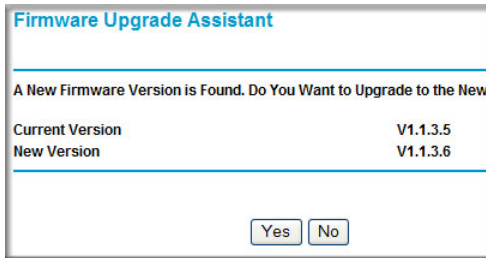 Firmware Upgrade Assistant
A New Firmware Version is Found. Do You Want to Upgrade to the New
Current Version V1.1.3.5
New Version V1.1.3.6
Yes No